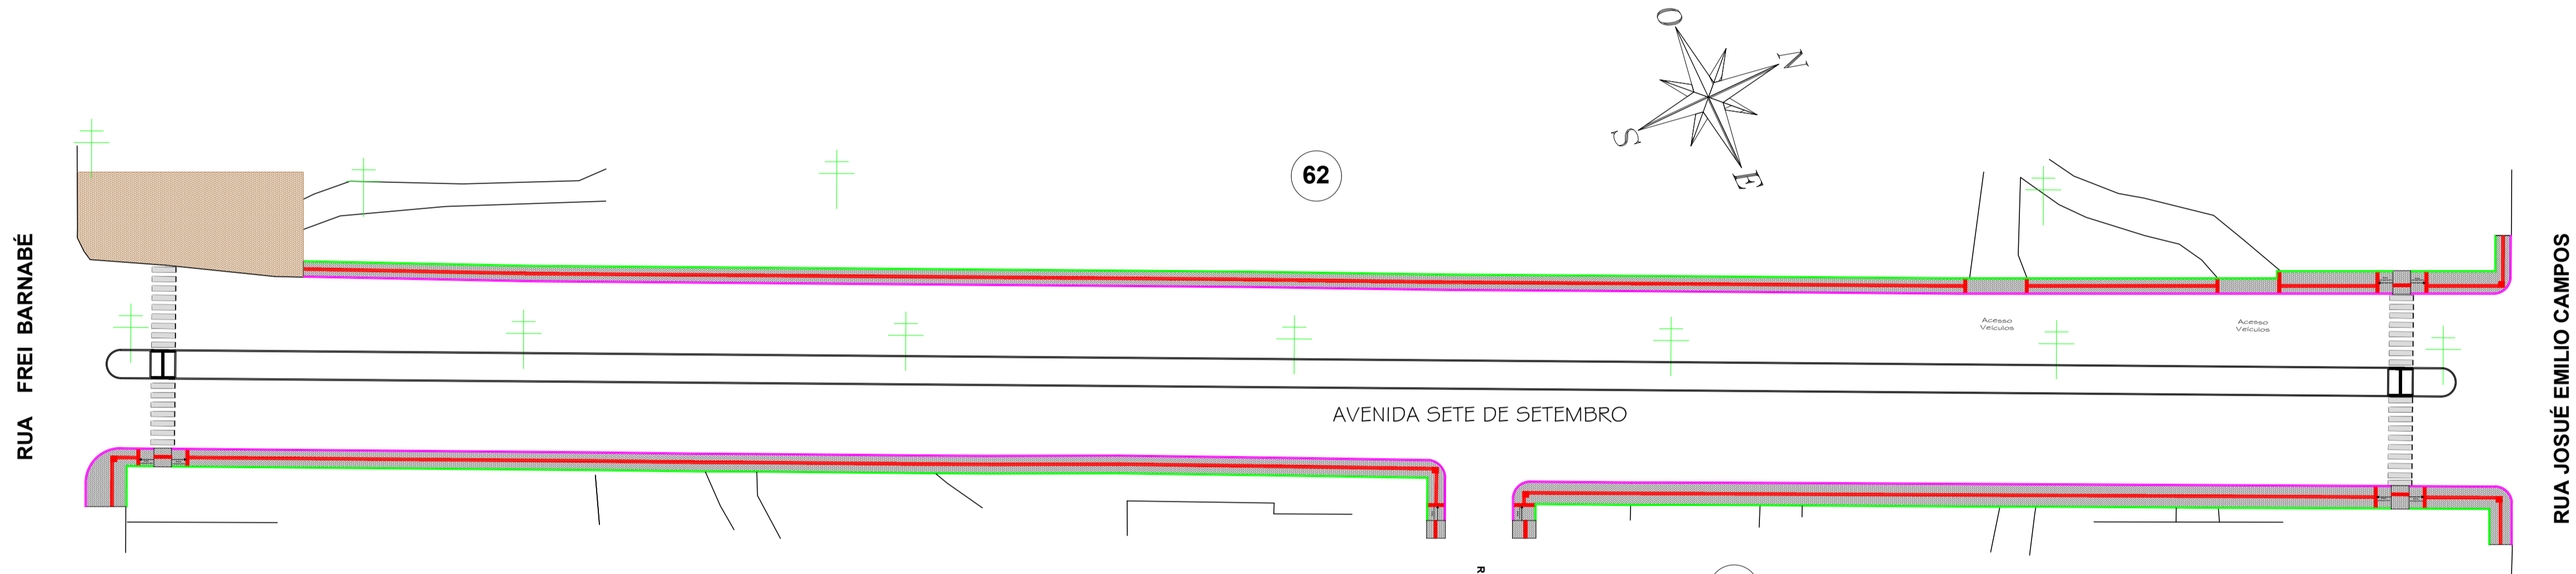 O
N
S
E
62
RUA FREI BARNABÉ
Acesso
Veículos
Acesso
Veículos
AVENIDA SETE DE SETEMBRO
RUA JOSUÉ EMILIO CAMPOS
R